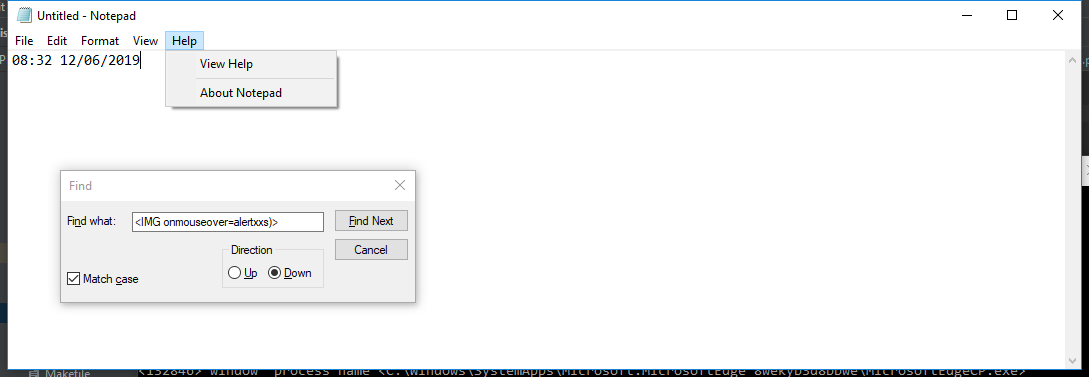 Untitled - Notepad
File Edit Format View Help
08:32 12/06/2019
View Help
About Notepad
Find
Find what: <IMG onmouseover=alertxxs)> Find Next
Direction Cancel
Up Down
Match case
Makefile
window process name <C:\Windows\SystemApps\Microsoft.MicrosoftEdge_8wekyb3d8bbwe\MicrosoftEdgeCP.exe>